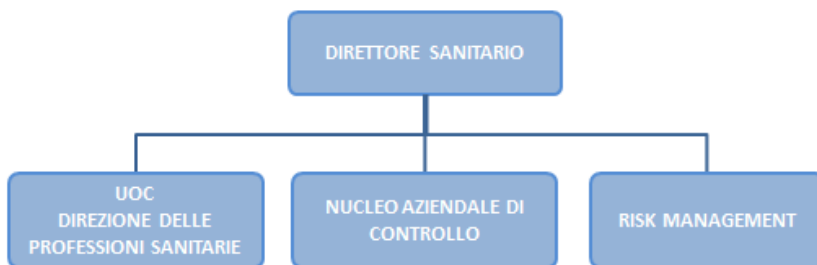 DIRETTORE SANITARIO
UOC
DIREZIONE DELLE
PROFESSIONI SANITARIE
NUCLEO AZIENDALE DI
CONTROLLO
RISK MANAGEMENT